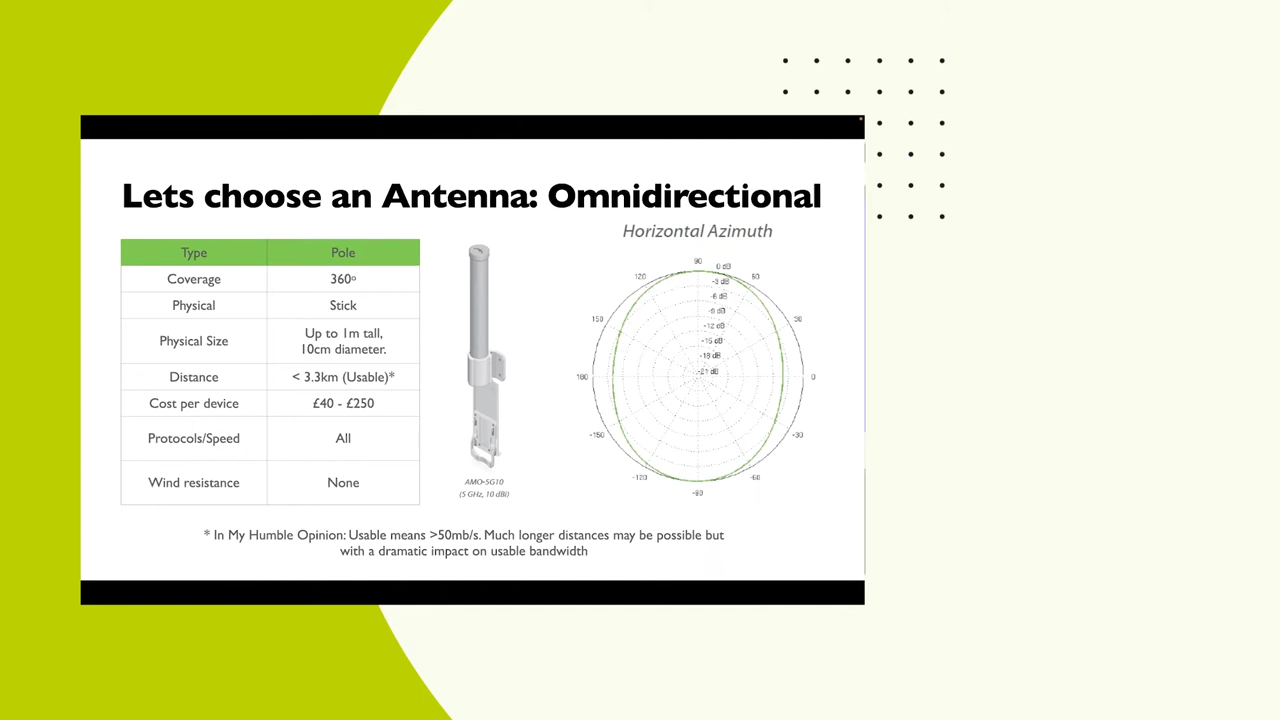 Lets choose an Antenna: Omnidirectional
Horizontal Azimuth
Type Pole
Coverage 360º
Physical Stick
Physical Size Up to 1m tall,
10cm diameter.
Distance < 3.3km (Usable)*
Cost per device £40 - £250
Protocols/Speed All
Wind resistance None
AMO-5G10
(5 GHz, 10 dBi)
90
120
60
150
30
180
0
-150
-30
-120
-60
-90
0 dB
-3 dB
-6 dB
-9 dB
-12 dB
-15 dB
-18 dB
-21 dB
* In My Humble Opinion: Usable means >50mb/s. Much longer distances may be possible but
with a dramatic impact on usable bandwidth